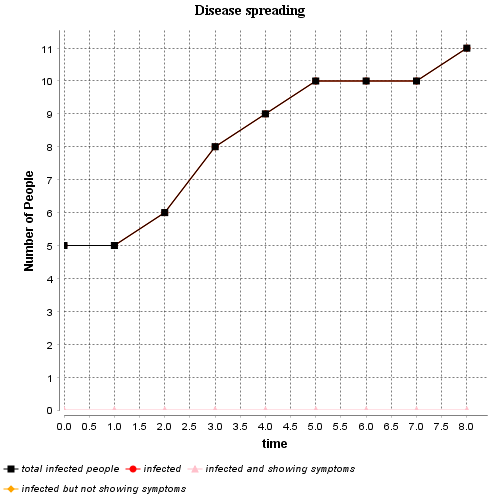 Disease spreading
11
10
9
8
7
6
5
4
3
2
1
0
Number of People
0.0 0.5 1.0 1.5 2.0 2.5 3.0 3.5 4.0 4.5 5.0 5.5 6.0 6.5 7.0 7.5 8.0
time
total infected people infected infected and showing symptoms
infected but not showing symptoms